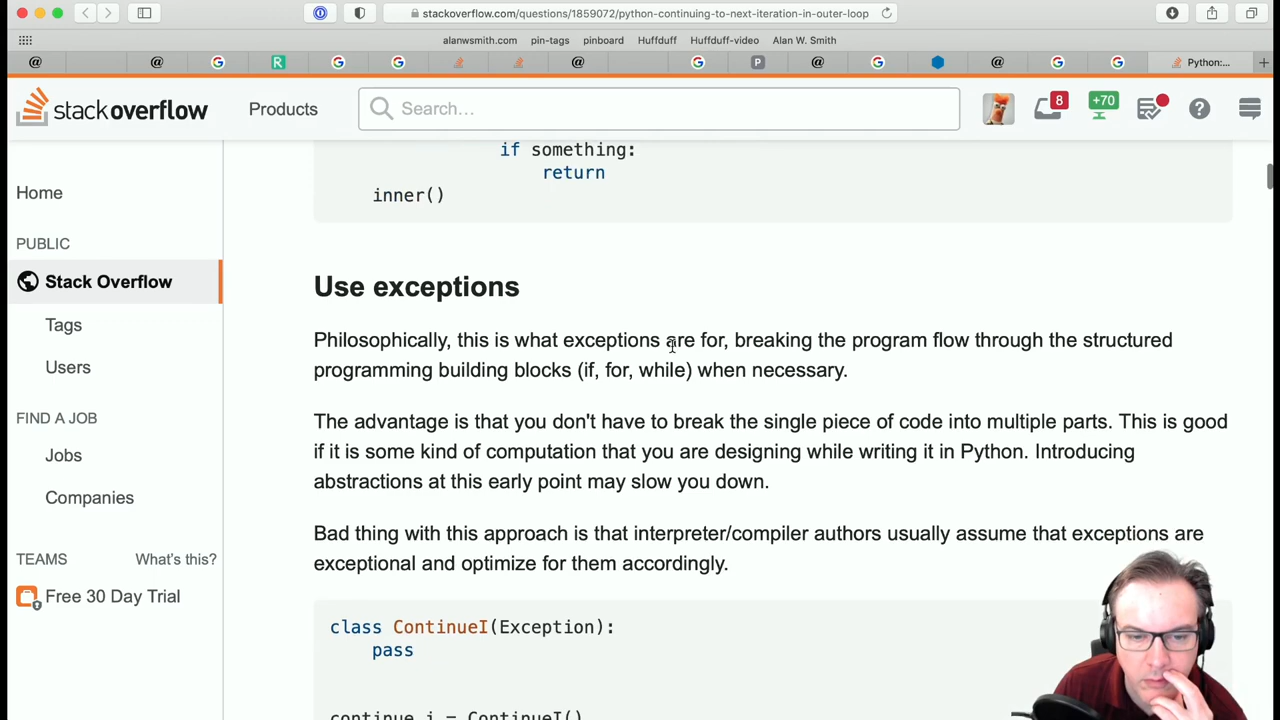 stackoverflow.com/questions/1859072/python-continuing-to-next-iteration-in-outer-loop
alanwsmith.com pin-tags pinboard Huffduff Huffduff-video Alan W. Smith
@ @ G R G G @ G P @ G @ G G Python:...
stackoverflow Products Search... 8 +70 ?
if something:
return
inner()
Home
PUBLIC
Stack Overflow
Tags
Users
FIND A JOB
Jobs
Companies
TEAMS What's this?
Free 30 Day Trial
Use exceptions
Philosophically, this is what exceptions are for, breaking the program flow through the structured
programming building blocks (if, for, while) when necessary.
The advantage is that you don't have to break the single piece of code into multiple parts. This is good
if it is some kind of computation that you are designing while writing it in Python. Introducing
abstractions at this early point may slow you down.
Bad thing with this approach is that interpreter/compiler authors usually assume that exceptions are
exceptional and optimize for them accordingly.
class ContinueI(Exception):
pass
continue_i = ContinueI()